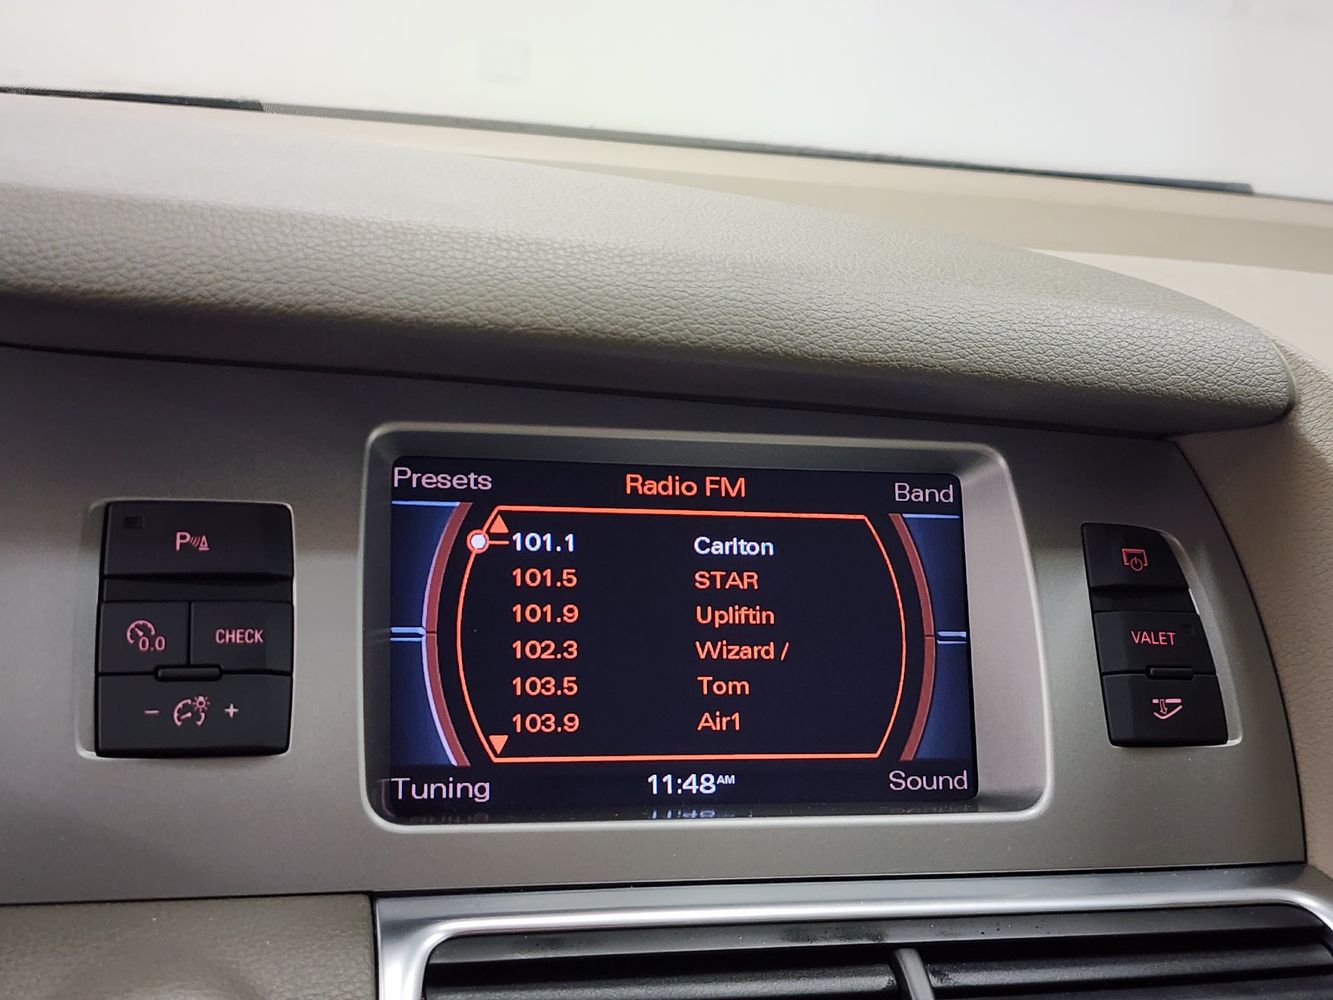 Presets Radio FM Band
101.1 Carlton
101.5 STAR
101.9 Upliftin
102.3 Wizard /
103.5 Tom
103.9 Air1
Tuning 11:48AM Sound
P
0.0 CHECK
- +
VALET